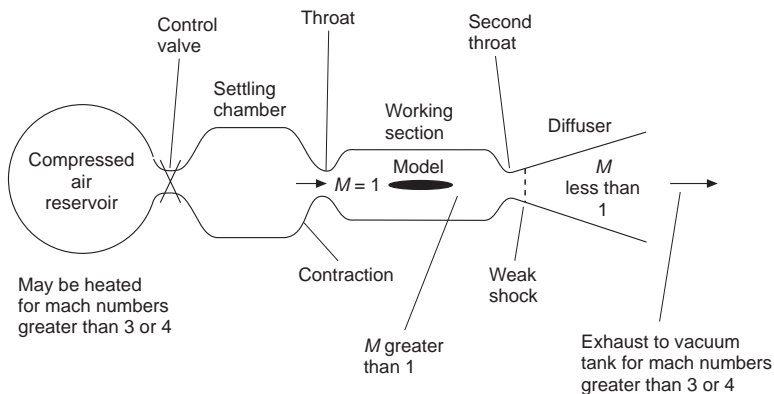 Control
valve
Throat
Second
throat
Settling
chamber
Working
section
Diffuser
Compressed
air
reservoir
M = 1
Model
M
less than
1
Contraction
Weak
shock
May be heated
for mach numbers
greater than 3 or 4
M greater
than 1
Exhaust to vacuum
tank for mach numbers
greater than 3 or 4